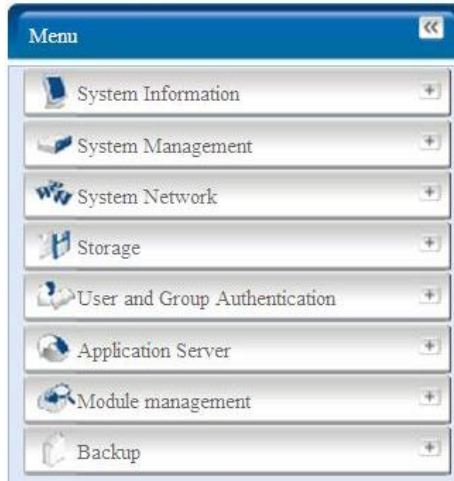 Menu
System Information
System Management
System Network
Storage
User and Group Authentication
Application Server
Module management
Backup